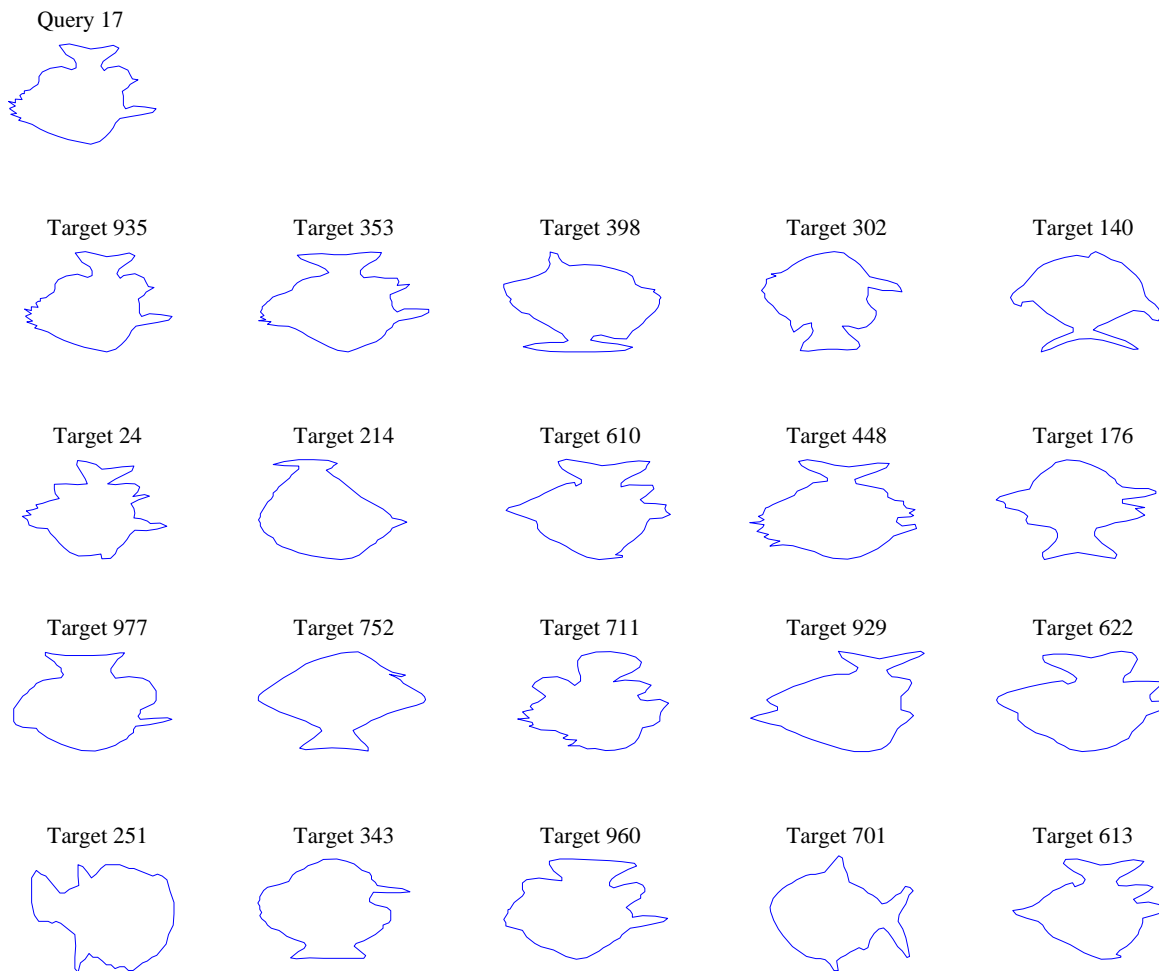 Query 17
Target 935
Target 353
Target 398
Target 302
Target 140
Target 24
Target 214
Target 610
Target 448
Target 176
Target 977
Target 752
Target 711
Target 929
Target 622
Target 251
Target 343
Target 960
Target 701
Target 613